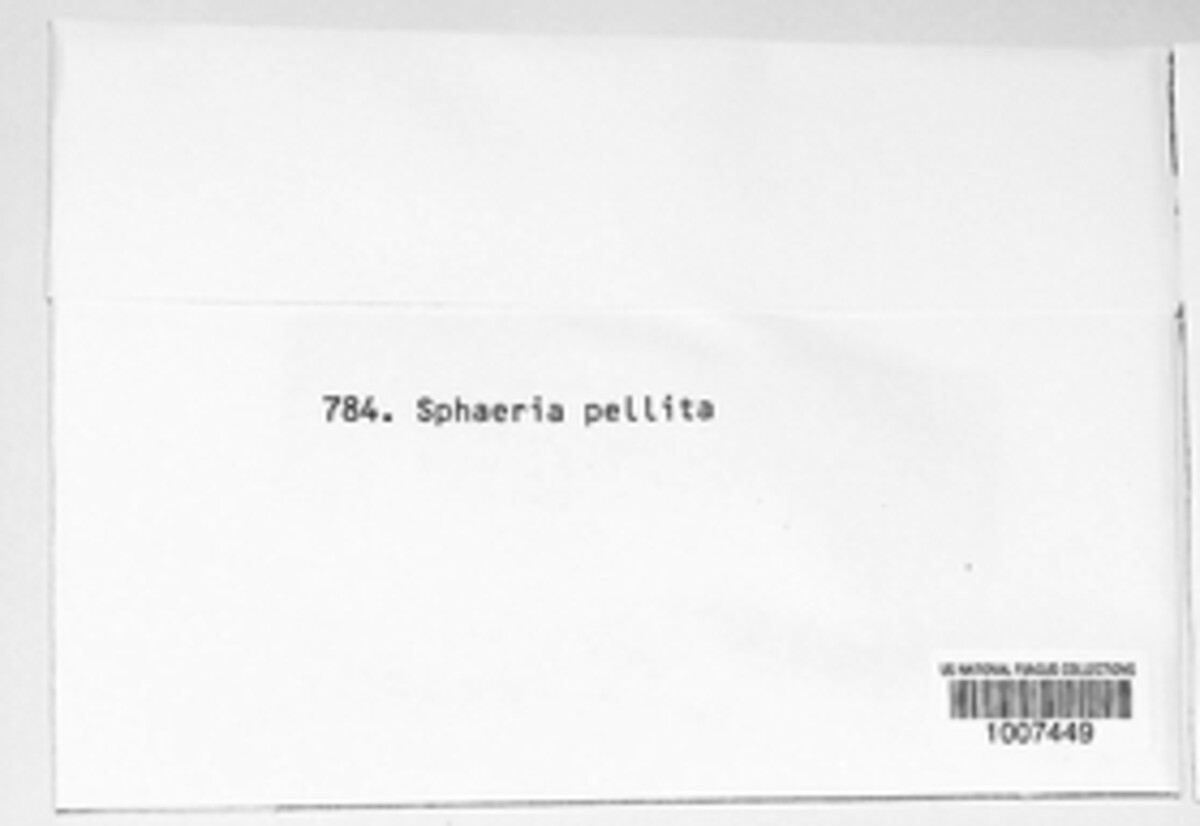 784. Sphaeria pellita
US NATIONAL FUNGUS COLLECTIONS
1007449